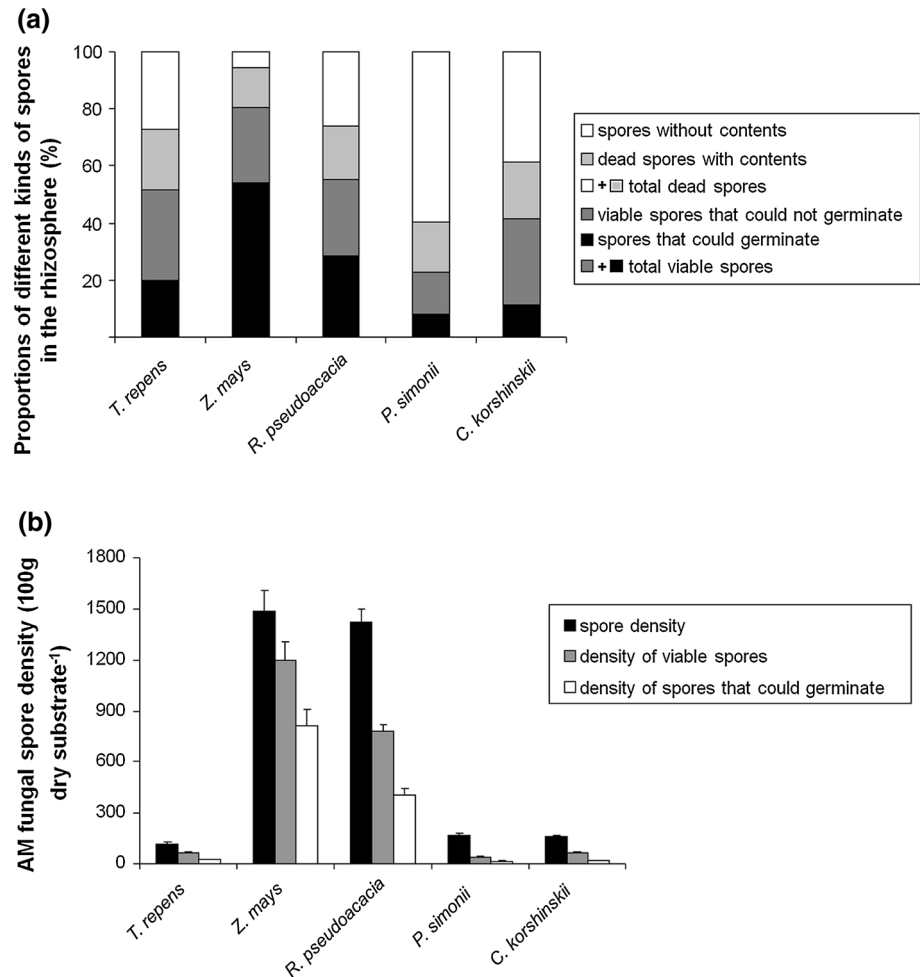 (a)
Proportions of different kinds of spores
in the rhizosphere (%)
100
80
60
40
20
T. repens
Z. mays
R. pseudoacacia
P. simonii
C. korshinskii
spores without contents
dead spores with contents
+ total dead spores
viable spores that could not germinate
spores that could germinate
+ total viable spores
(b)
AM fungal spore density (100g
dry substrate⁻¹)
1800
1500
1200
900
600
300
0
T. repens
Z. mays
R. pseudoacacia
P. simonii
C. korshinskii
spore density
density of viable spores
density of spores that could germinate